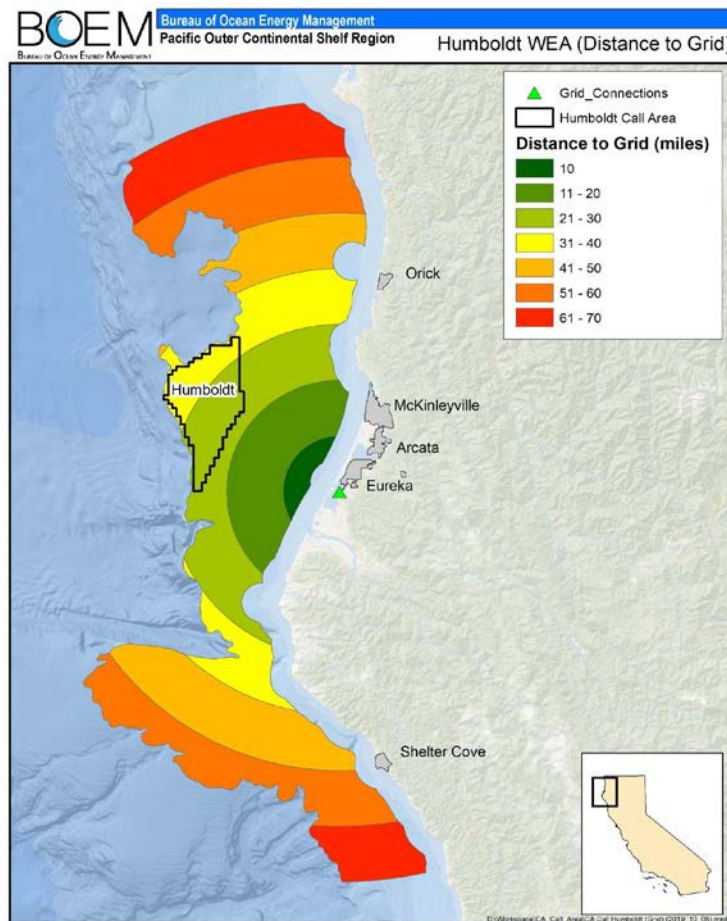 BOEM
BUREAU OF OCEAN ENERGY MANAGEMENT
Bureau of Ocean Energy Management
Pacific Outer Continental Shelf Region
Humboldt WEA (Distance to Grid)
Grid_Connections
Humboldt Call Area
Distance to Grid (miles)
10
11 - 20
21 - 30
31 - 40
41 - 50
51 - 60
61 - 70
Orick
Humboldt
McKinleyville
Arcata
Eureka
Shelter Cove